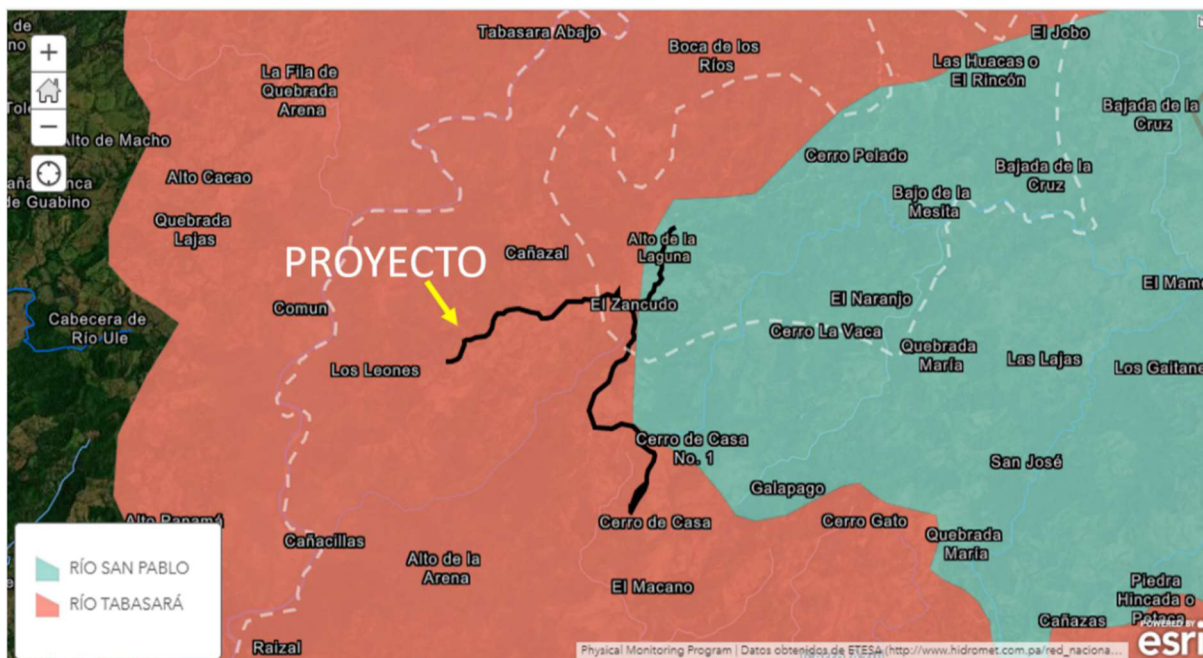 de
Tabasara Abajo
El Jobo
Boca de los
Ríos
La Fila de
Quebrada
Arena
Las Huacas o
El Rincón
Bajada de la
Cruz
Alto de Macho
Cerro Pelado
Bajada de la
Cruz
de Guabino
Alto Cacao
Bajo de la
Mesita
Quebrada
Lajas
PROYECTO
Cañazal
Alto de la
Laguna
Comun
El Zancudo
El Naranjo
Cabecera de
Río Ule
Cerro La Vaca
Quebrada
María
Las Lajas
Los Leones
Cerro de Casa
No. 1
San José
Galapago
Alto Panamá
Cañacillas
Cerro de Casa
Cerro Gato
Quebrada
María
Alto de la
Arena
El Macano
RÍO SAN PABLO
RÍO TABASARÁ
Piedra
Hincada o
Cañazas
Raizal
Physical Monitoring Program | Datos obtenidos de ETESA (http://www.hidromet.com.pa/red_naciona...
POWERED BY
esri